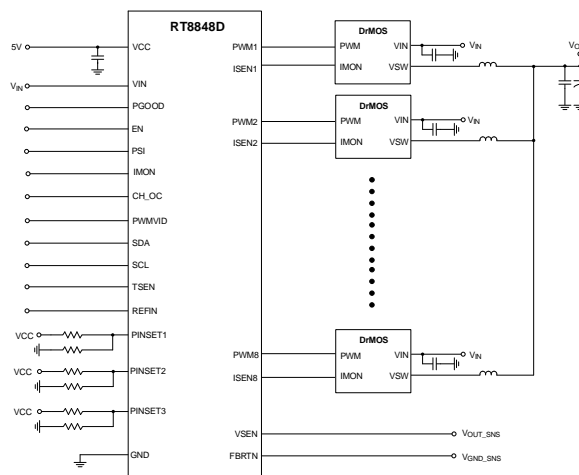 RT8848D
5V
VCC
PWM1
ISEN1
DrMOS
PWM
VIN
VIN
IMON
VSW
VIN
VIN
PGOOD
EN
PSI
IMON
CH_OC
PWMVID
SDA
SCL
TSEN
REFIN
PWM2
ISEN2
DrMOS
PWM
VIN
VIN
IMON
VSW
VCC
PINSET1
VCC
PINSET2
VCC
PINSET3
GND
PWM8
ISEN8
DrMOS
PWM
VIN
VIN
IMON
VSW
VSEN
VOUT_SNS
FBRTN
VGND_SNS